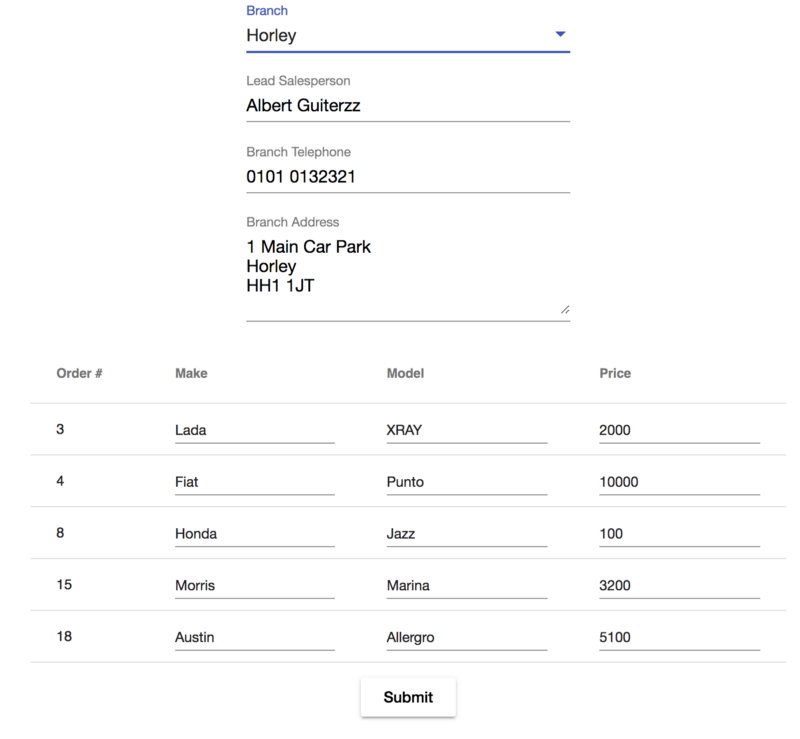 Branch
Horley
Lead Salesperson
Albert Guiterzz
Branch Telephone
0101 0132321
Branch Address
1 Main Car Park
Horley
HH1 1JT
Order # Make Model Price
3 Lada XRAY 2000
4 Fiat Punto 10000
8 Honda Jazz 100
15 Morris Marina 3200
18 Austin Allergro 5100
Submit